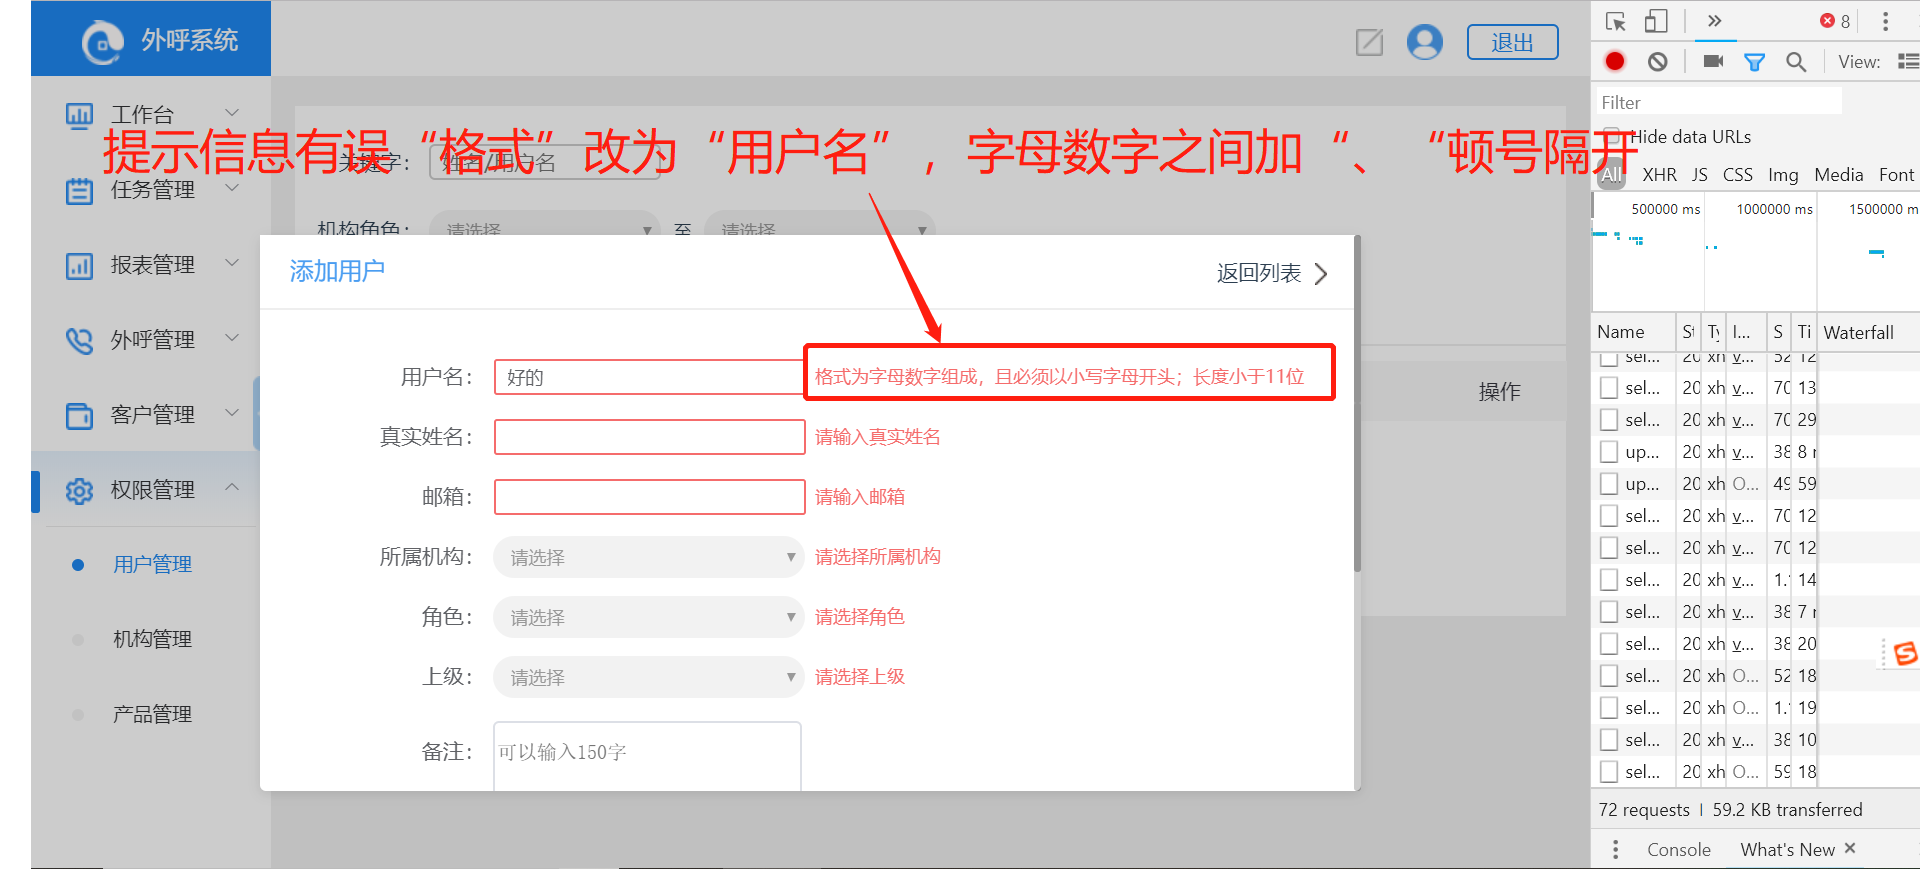 外呼系统
退出
工作台
任务管理
报表管理
外呼管理
客户管理
权限管理
用户管理
机构管理
产品管理
提示信息有误“格式”改为“用户名”，字母数字之间加“、“顿号隔开
关键字：
姓名/用户名
机构角色：
请选择
至
请选择
操作
添加用户
返回列表
用户名：
好的
格式为字母数字组成，且必须以小写字母开头；长度小于11位
真实姓名：
请输入真实姓名
邮箱：
请输入邮箱
所属机构：
请选择
请选择所属机构
角色：
请选择
请选择角色
上级：
请选择
请选择上级
备注：
可以输入150字
8
View:
Filter
Hide data URLs
All XHR JS CSS Img Media Font
500000 ms 1000000 ms 1500000 m
Name St Ty I... S Ti Waterfall
sel... 20 xh v... 52 12
sel... 20 xh v... 70 13
sel... 20 xh v... 70 29
up... 20 xh v... 38 8 r
up... 20 xh O... 49 59
sel... 20 xh v... 70 12
sel... 20 xh v... 70 12
sel... 20 xh v... 1.1 14
sel... 20 xh v... 38 7 r
sel... 20 xh v... 38 20
sel... 20 xh O... 52 18
sel... 20 xh O... 1.1 19
sel... 20 xh v... 38 10
sel... 20 xh O... 59 18
72 requests | 59.2 KB transferred
Console What's New ×